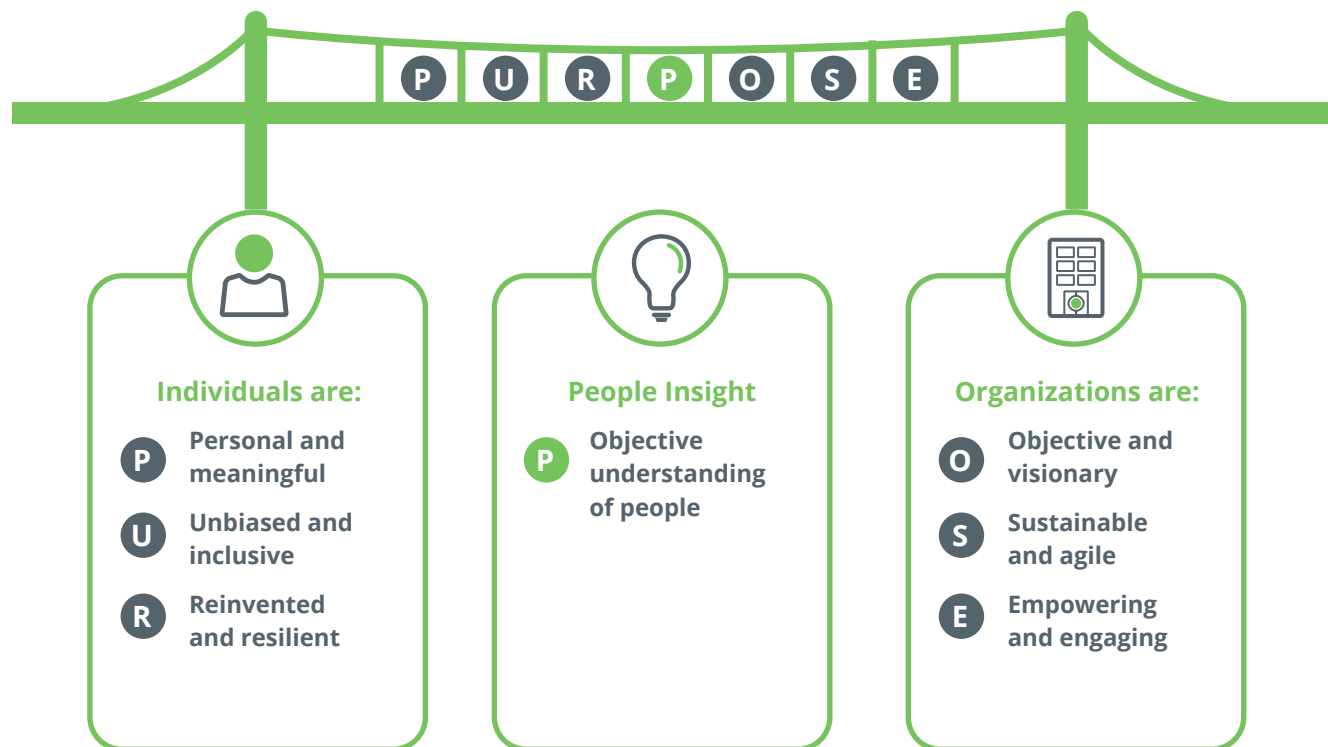 P U R P O S E
Individuals are:
P
Personal and
meaningful
U
Unbiased and
inclusive
R
Reinvented
and resilient
People Insight
P
Objective
understanding
of people
Organizations are:
O
Objective and
visionary
S
Sustainable
and agile
E
Empowering
and engaging